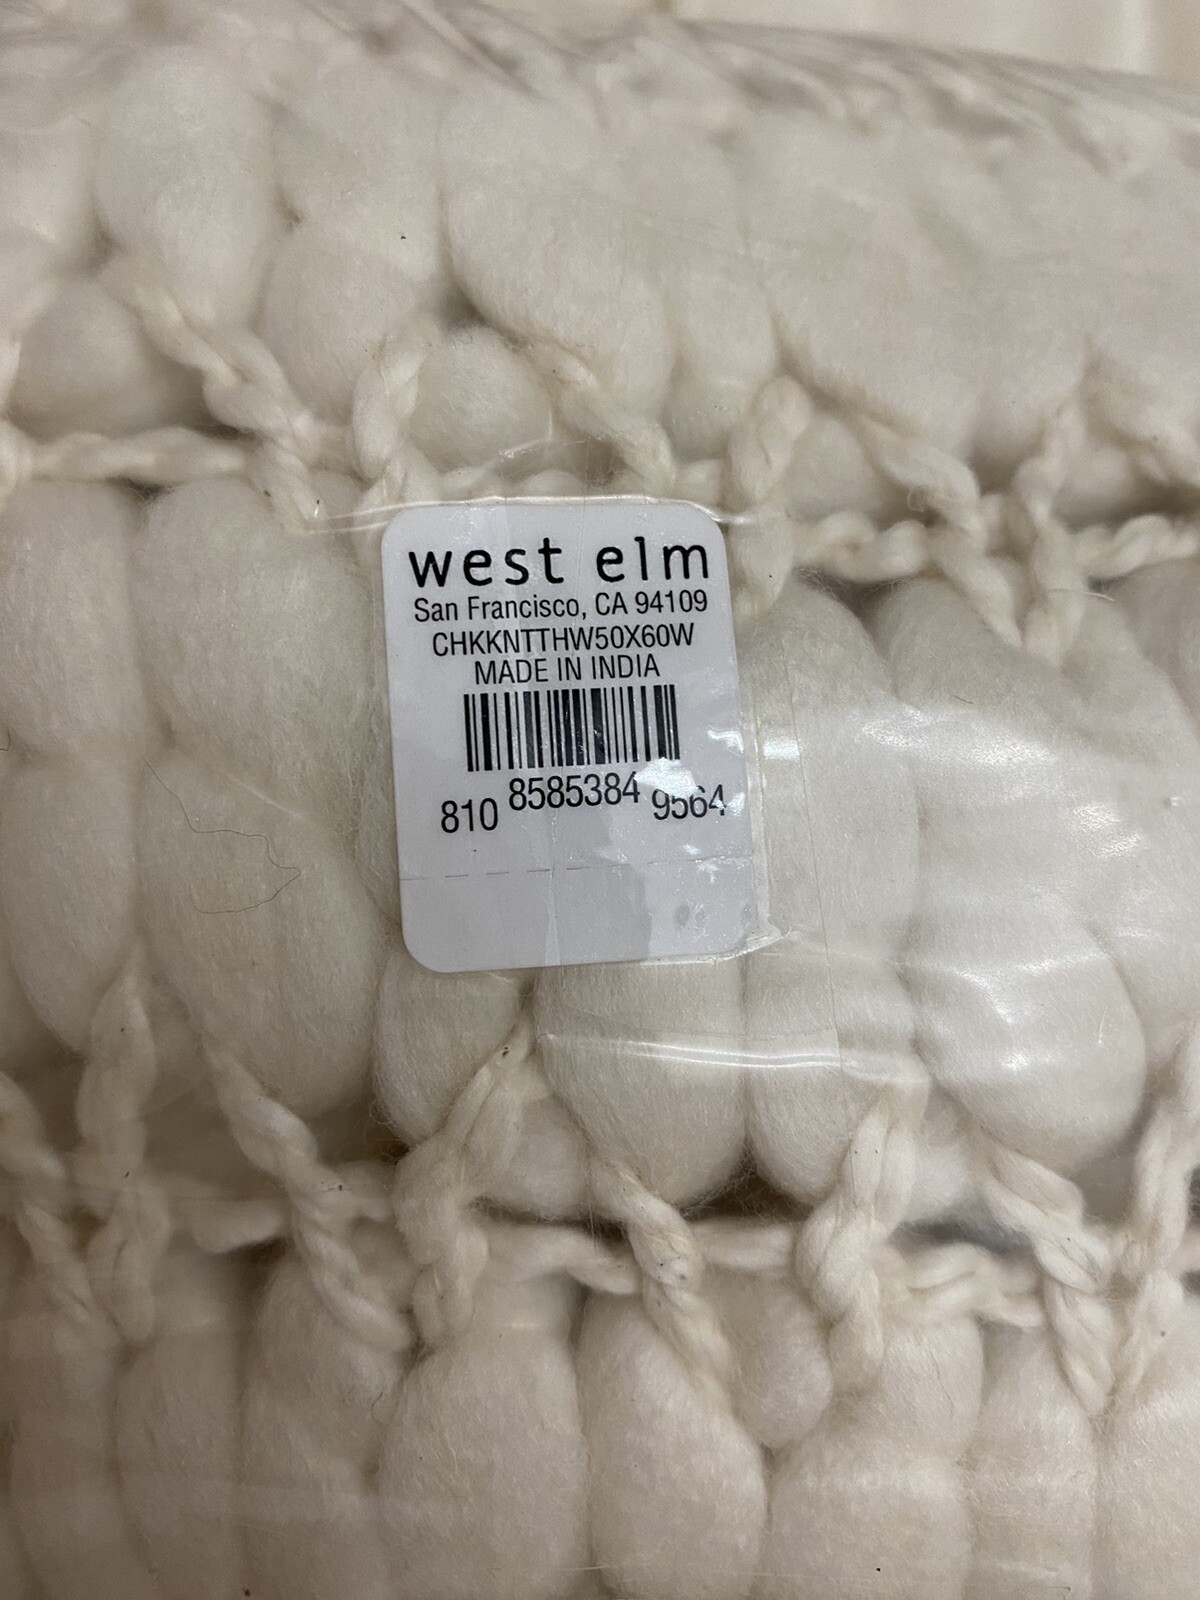 west elm
San Francisco, CA 94109
CHKKNTTHW50X60W
MADE IN INDIA
810 8585384 9564